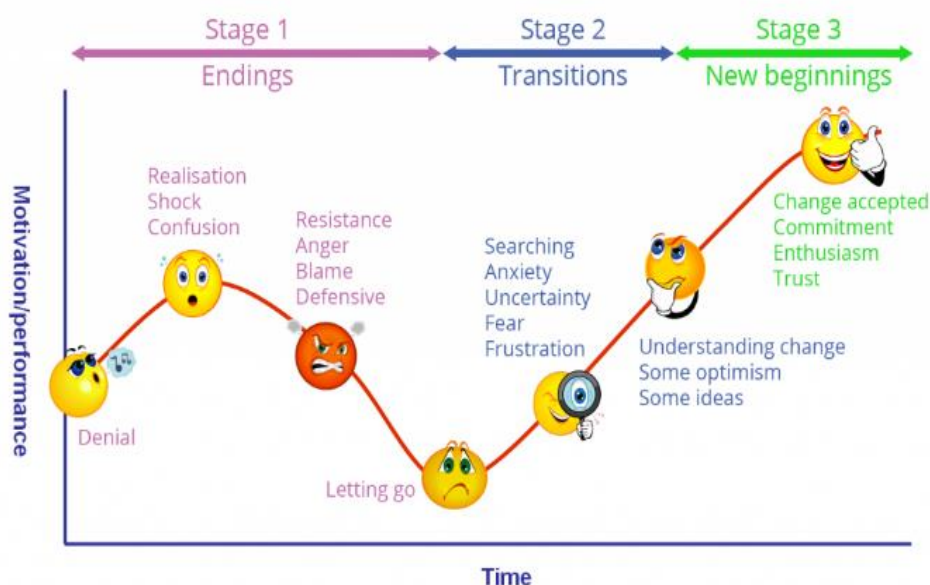 Stage 1
Endings
Stage 2
Transitions
Stage 3
New beginnings
Motivation/performance
Realisation
Shock
Confusion
Resistance
Anger
Blame
Defensive
Searching
Anxiety
Uncertainty
Fear
Frustration
Change accepted
Commitment
Enthusiasm
Trust
Understanding change
Some optimism
Some ideas
Denial
Letting go
Time